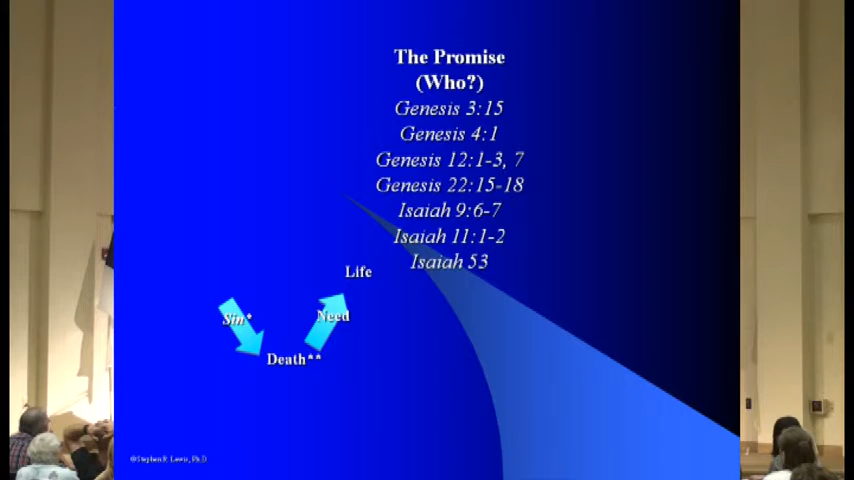 The Promise
(Who?)
Genesis 3:15
Genesis 4:1
Genesis 12:1-3, 7
Genesis 22:15-18
Isaiah 9:6-7
Isaiah 11:1-2
Isaiah 53
Life
Sin*
Need
Death**
©Stephen R. Lewis, Ph.D